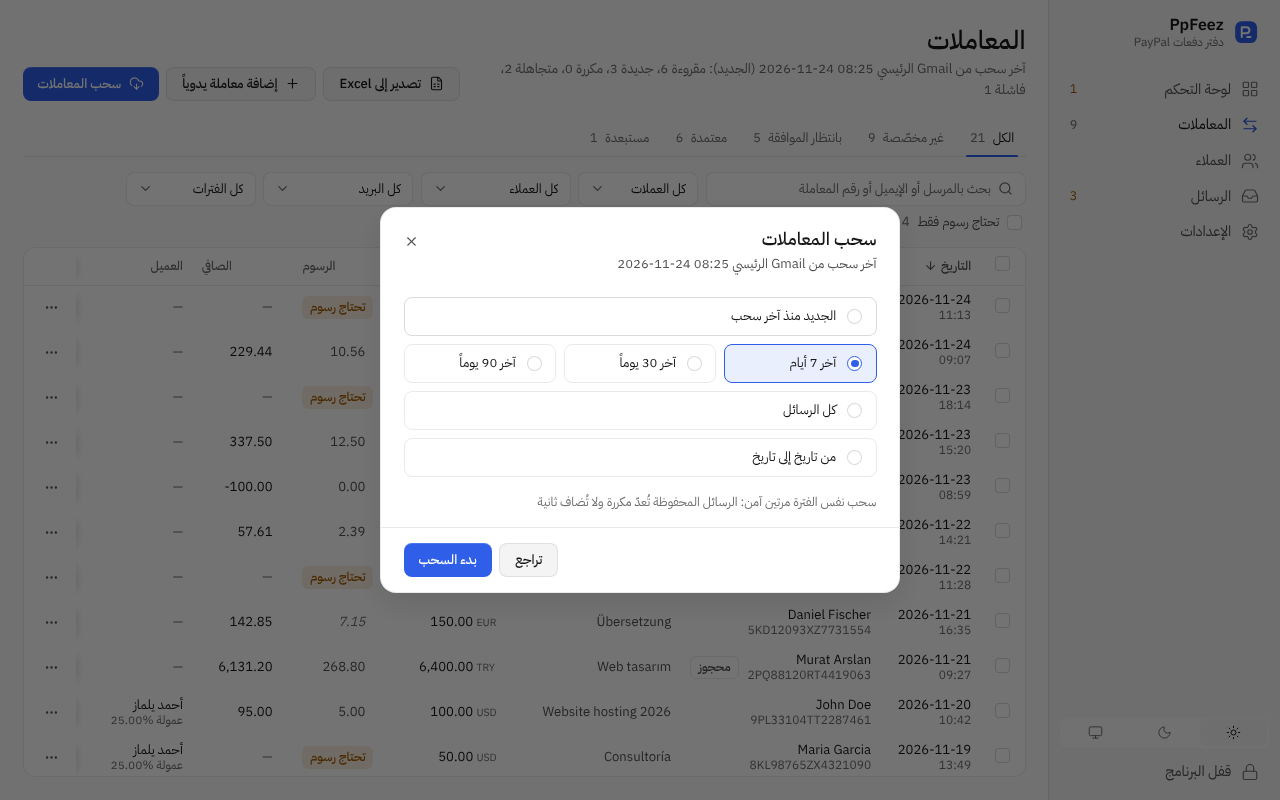 PpFeez
دفتر دفعات PayPal
لوحة التحكم 1
المعاملات 9
العملاء
الرسائل 3
الإعدادات
قفل البرنامج
المعاملات
آخر سحب من Gmail الرئيسي 08:25 24-11-2026 (الجديد): مقروءة 6، جديدة 3، مكررة 0، متجاهلة 2،
فاشلة 1
تصدير إلى Excel
إضافة معاملة يدوياً
سحب المعاملات
الكل 21
غير مخصّصة 9
بانتظار الموافقة 5
معتمدة 6
مستبعدة 1
بحث بالمرسل أو الإيميل أو رقم المعاملة
كل العملات
كل العملاء
كل البريد
كل الفترات
تحتاج رسوم فقط 4
التاريخ
الرسوم
الصافي
العميل
2026-11-24
11:13
تحتاج رسوم
—
—
2026-11-24
09:07
10.56
229.44
—
2026-11-23
18:14
تحتاج رسوم
—
—
2026-11-23
15:20
12.50
337.50
—
2026-11-23
08:59
0.00
-100.00
—
2026-11-22
14:21
2.39
57.61
—
2026-11-22
11:28
تحتاج رسوم
—
—
2026-11-21
16:35
Daniel Fischer
5KD12093XZ7731554
Übersetzung
150.00 EUR
7.15
142.85
—
2026-11-21
09:27
Murat Arslan
2PQ88120RT4419063
محجوز
Web tasarım
6,400.00 TRY
268.80
6,131.20
—
2026-11-20
10:42
John Doe
9PL33104TT2287461
Website hosting 2026
100.00 USD
5.00
95.00
أحمد يلماز
عمولة 25.00%
2026-11-19
13:49
Maria Garcia
8KL98765ZX4321090
Consultoría
50.00 USD
تحتاج رسوم
—
أحمد يلماز
عمولة 25.00%
سحب المعاملات
آخر سحب من Gmail الرئيسي 08:25 24-11-2026
الجديد منذ آخر سحب
آخر 7 أيام
آخر 30 يوماً
آخر 90 يوماً
كل الرسائل
من تاريخ إلى تاريخ
سحب نفس الفترة مرتين آمن: الرسائل المحفوظة تُعدّ مكررة ولا تُضاف ثانية
تراجع
بدء السحب